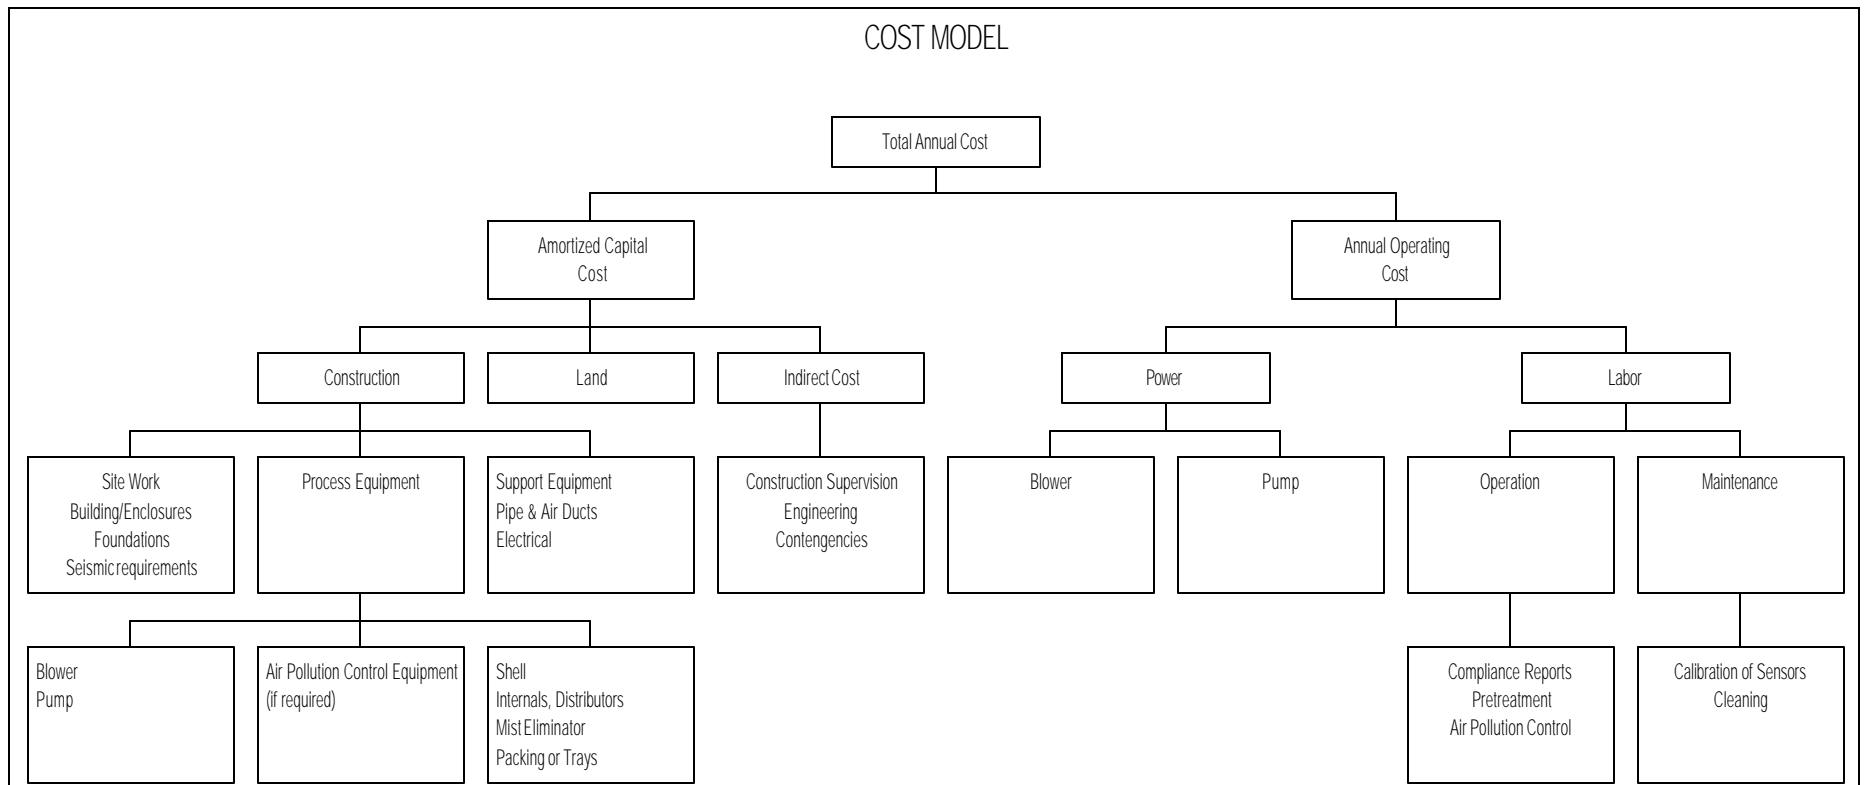 COST MODEL
Total Annual Cost
Amortized Capital
Cost
Annual Operating
Cost
Construction
Land
Indirect Cost
Power
Labor
Site Work
Building/Enclosures
Foundations
Seismic requirements
Process Equipment
Support Equipment
Pipe & Air Ducts
Electrical
Construction Supervision
Engineering
Contengencies
Blower
Pump
Operation
Maintenance
Blower
Pump
Air Pollution Control Equipment
(if required)
Shell
Internals, Distributors
Mist Eliminator
Packing or Trays
Compliance Reports
Pretreatment
Air Pollution Control
Calibration of Sensors
Cleaning